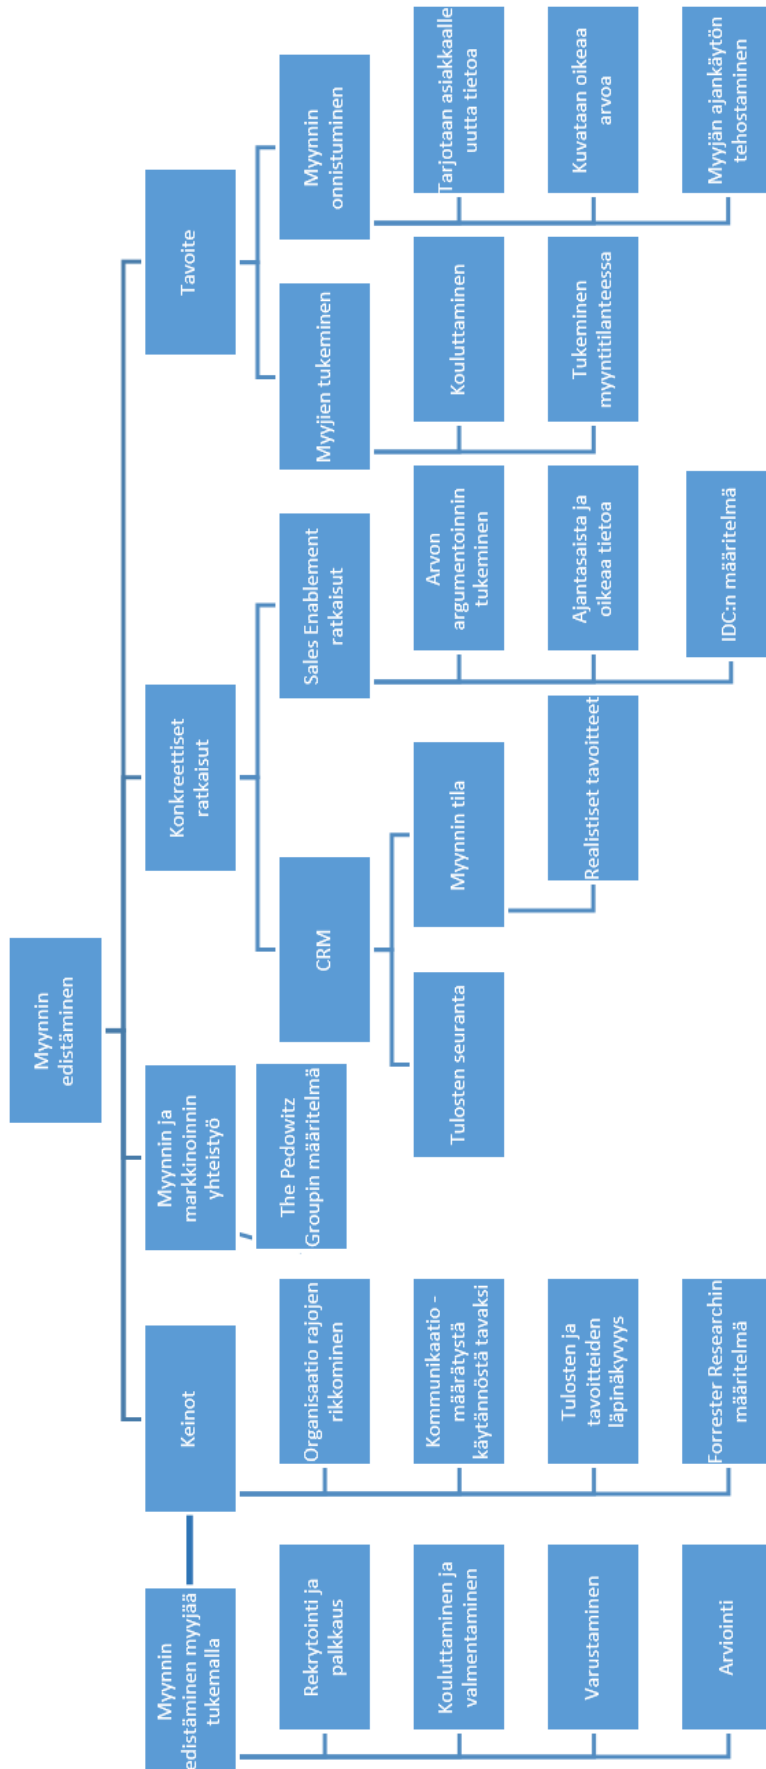 Myynnin
edistäminen
Myynnin
edistäminen myyjää
tukemalla
Rekrytointi ja
palkkaus
Kouluttaminen ja
valmentaminen
Varustaminen
Arviointi
Keinot
Organisaatio rajojen
rikkominen
Kommunikaatio -
määrätystä
käytännöstä tavaksi
Tulosten ja
tavoitteiden
läpinäkyvyys
Forrester Researchin
määritelmä
Myynnin ja
markkinoinnin
yhteistyö
The Pedowitz
Groupin määritelmä
Konkreettiset
ratkaisut
CRM
Tulosten seuranta
Myynnin tila
Realistiset tavoitteet
Sales Enablement
ratkaisut
Arvon
argumentoinnin
tukeminen
Ajantasaista ja
oikeaa tietoa
IDC:n määritelmä
Tavoite
Myyjien tukeminen
Kouluttaminen
Tukeminen
myyntitilanteessa
Myynnin
onnistuminen
Tarjotaan asiakkaalle
uutta tietoa
Kuvataan oikeaa
arvoa
Myyjän ajankäytön
tehostaminen